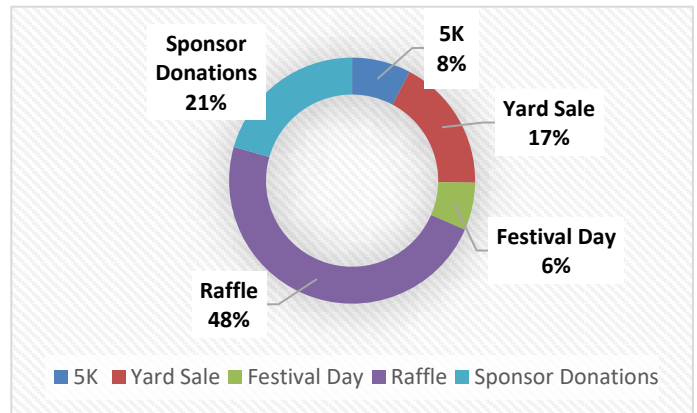 5K
8%
Sponsor
Donations
21%
Yard Sale
17%
Festival Day
6%
Raffle
48%
5K Yard Sale Festival Day Raffle Sponsor Donations